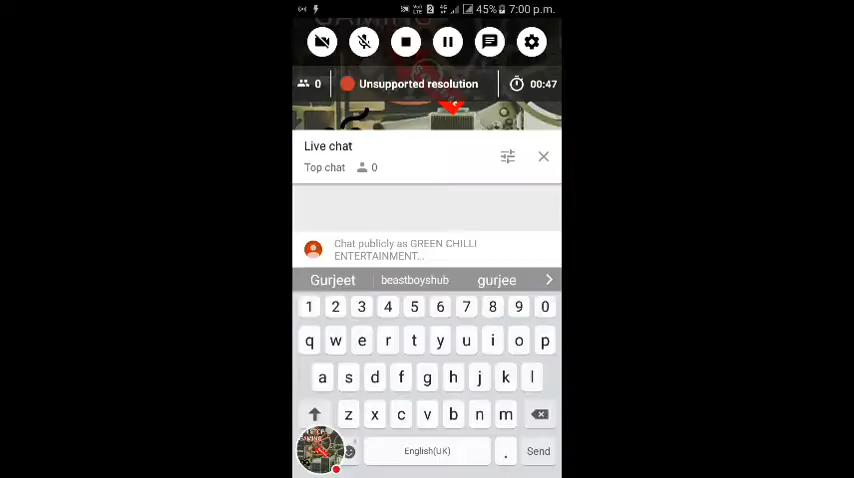 45% 7:00 p.m.
0 Unsupported resolution 00:47
Live chat
Top chat 0
Chat publicly as GREEN CHILLI
ENTERTAINMENT...
Gurjeet beastboyshub gurjee
1 2 3 4 5 6 7 8 9 0
q w e r t y u i o p
a s d f g h j k l
z x c v b n m
English(UK) . Send
GAMING